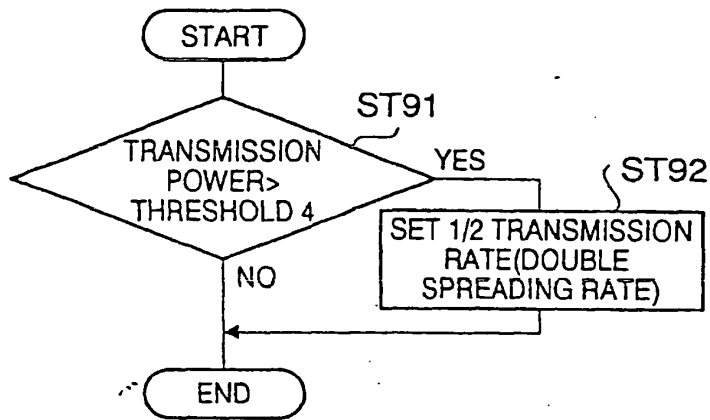 START
ST91
TRANSMISSION
POWER>
THRESHOLD 4
YES
ST92
SET 1/2 TRANSMISSION
RATE(DOUBLE
SPREADING RATE)
NO
END